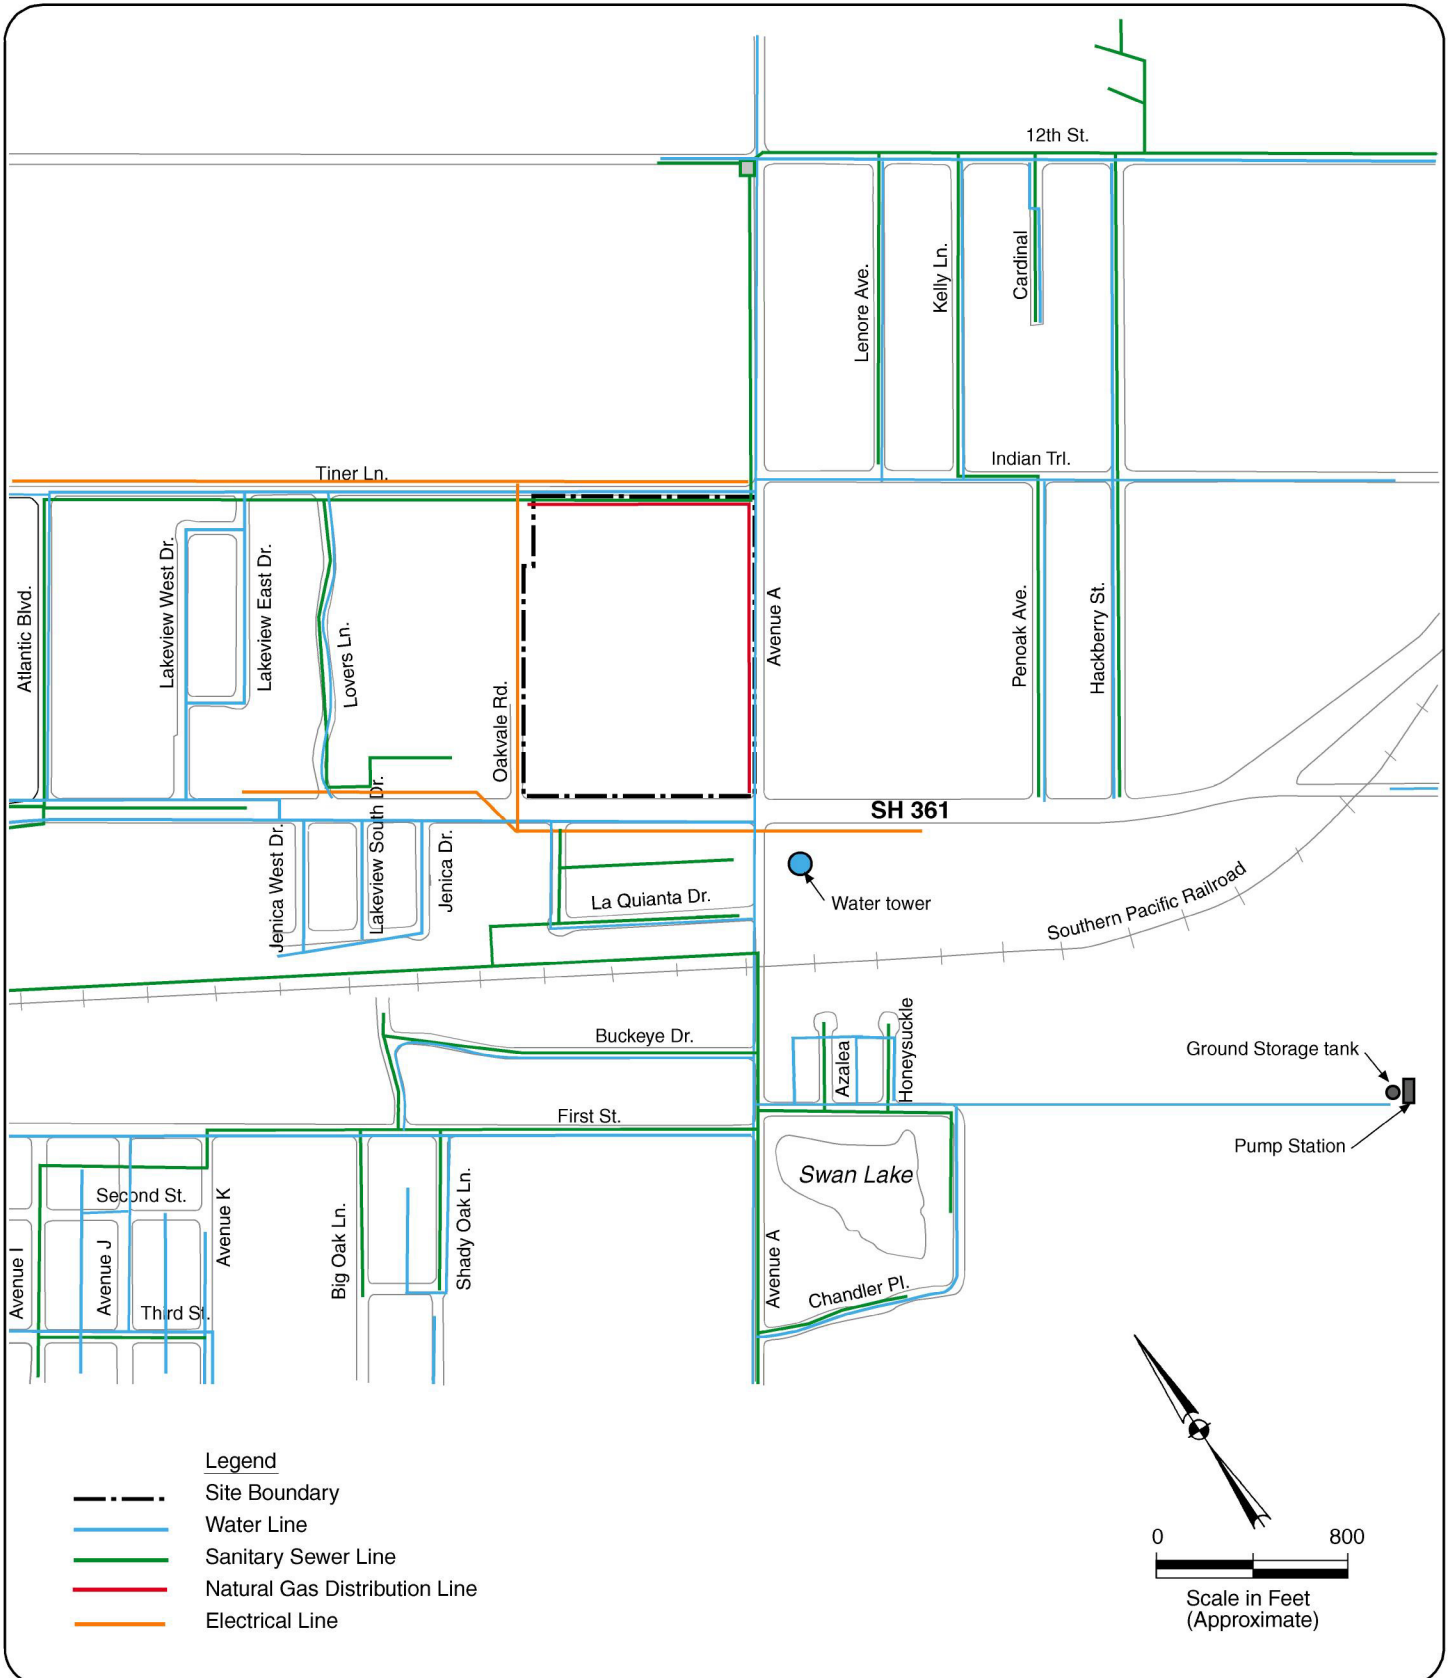 12th St.
Lenore Ave.
Kelly Ln.
Cardinal
Tiner Ln.
Indian Trl.
Atlantic Blvd.
Lakeview West Dr.
Lakeview East Dr.
Lovers Ln.
Oakvale Rd.
Avenue A
Penoak Ave.
Hackberry St.
SH 361
Jenica West Dr.
Lakeview South Dr.
Jenica Dr.
La Quianta Dr.
Water tower
Southern Pacific Railroad
Buckeye Dr.
Azalea
Honeysuckle
Ground Storage tank
First St.
Pump Station
Swan Lake
Second St.
Avenue I
Avenue J
Avenue K
Big Oak Ln.
Shady Oak Ln.
Avenue A
Chandler Pl.
Third St.
Legend
Site Boundary
Water Line
Sanitary Sewer Line
Natural Gas Distribution Line
Electrical Line
0 800
Scale in Feet
(Approximate)